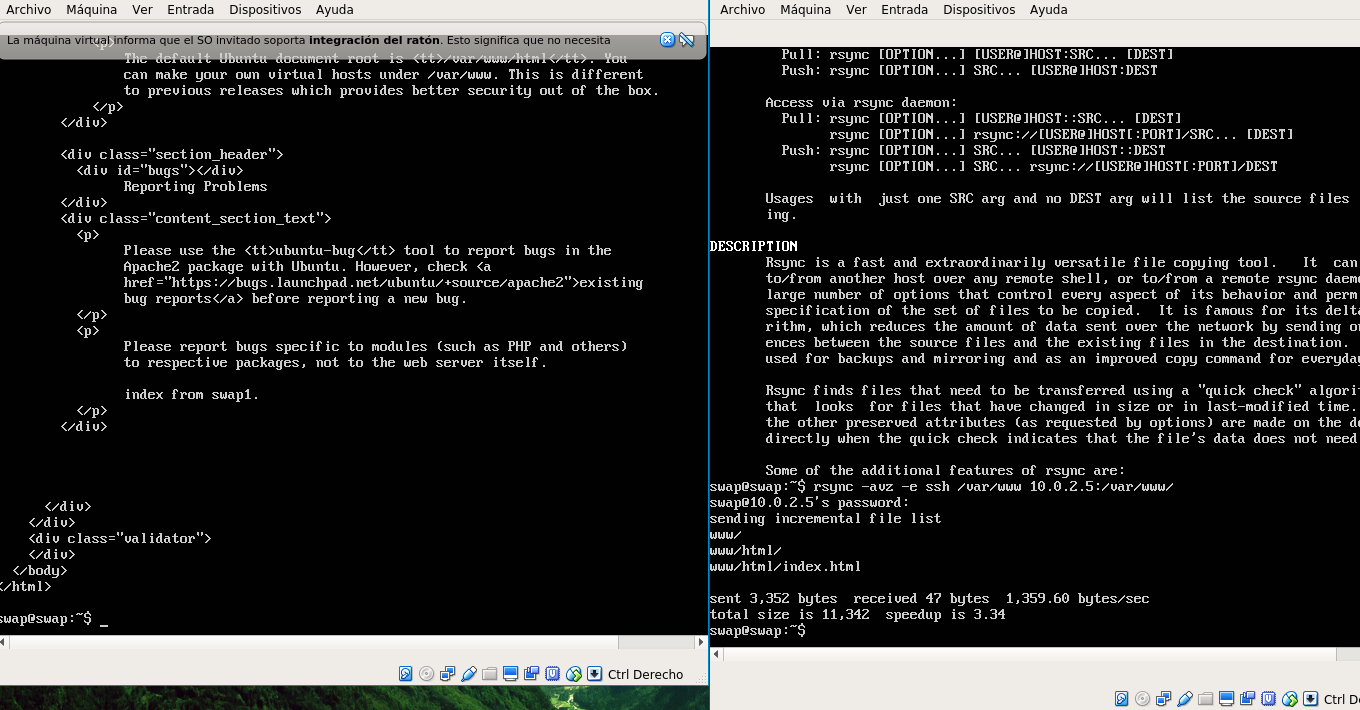 Archivo Máquina Ver Entrada Dispositivos Ayuda
La máquina virtual informa que el SO invitado soporta integración del ratón. Esto significa que no necesita
<p>
The default Ubuntu document root is <tt>/var/www/html</tt>. You
can make your own virtual hosts under /var/www. This is different
to previous releases which provides better security out of the box.
</p>
</div>
<div class="section_header">
<div id="bugs"></div>
Reporting Problems
</div>
<div class="content_section_text">
<p>
Please use the <tt>ubuntu-bug</tt> tool to report bugs in the
Apache2 package with Ubuntu. However, check <a
href="https://bugs.launchpad.net/ubuntu/+source/apache2">existing
bug reports</a> before reporting a new bug.
</p>
<p>
Please report bugs specific to modules (such as PHP and others)
to respective packages, not to the web server itself.
index from swap1.
</p>
</div>
</div>
</div>
<div class="validator">
</div>
</body>
</html>
swap@swap:~$ _
Ctrl Derecho
Archivo Máquina Ver Entrada Dispositivos Ayuda
Pull: rsync [OPTION...] [USER@]HOST:SRC... [DEST]
Push: rsync [OPTION...] SRC... [USER@]HOST:DEST
Access via rsync daemon:
Pull: rsync [OPTION...] [USER@]HOST::SRC... [DEST]
rsync [OPTION...] rsync://[USER@]HOST[:PORT]/SRC... [DEST]
Push: rsync [OPTION...] SRC... [USER@]HOST::DEST
rsync [OPTION...] SRC... rsync://[USER@]HOST[:PORT]/DEST
Usages with just one SRC arg and no DEST arg will list the source files
ing.
DESCRIPTION
Rsync is a fast and extraordinarily versatile file copying tool. It can
to/from another host over any remote shell, or to/from a remote rsync daem
large number of options that control every aspect of its behavior and perm
specification of the set of files to be copied. It is famous for its delt
rithm, which reduces the amount of data sent over the network by sending o
ences between the source files and the existing files in the destination.
used for backups and mirroring and as an improved copy command for everyday
Rsync finds files that need to be transferred using a "quick check" algori
that looks for files that have changed in size or in last-modified time.
the other preserved attributes (as requested by options) are made on the de
directly when the quick check indicates that the file's data does not need
Some of the additional features of rsync are:
swap@swap:~$ rsync -avz -e ssh /var/www 10.0.2.5:/var/www/
swap@10.0.2.5's password:
sending incremental file list
www/
www/html/
www/html/index.html
sent 3,352 bytes received 47 bytes 1,359.60 bytes/sec
total size is 11,342 speedup is 3.34
swap@swap:~$
Ctrl De